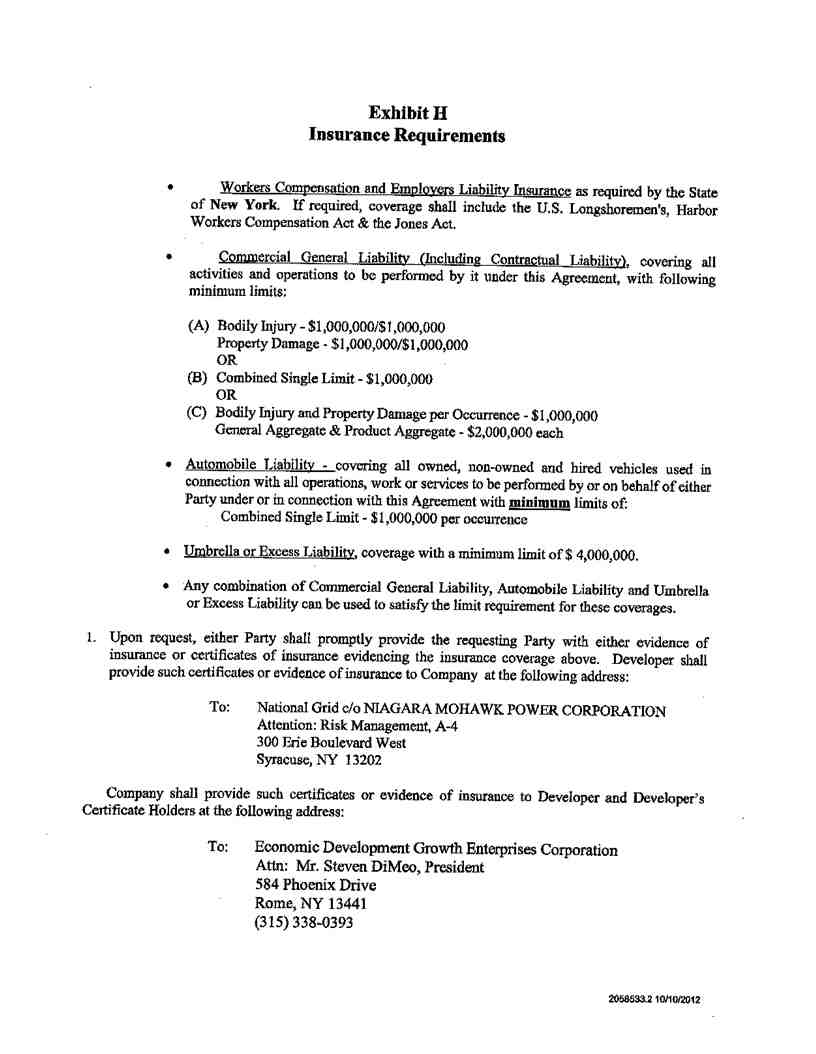 Exhibit H
Insurance Requirements
• Workers Compensation and Employers Liability Insurance as required by the State
of New York. If required, coverage shall include the U.S. Longshoremen's, Harbor
Workers Compensation Act & the Jones Act.
• Commercial General Liability (Including Contractual Liability), covering all
activities and operations to be performed by it under this Agreement, with following
minimum limits:
(A) Bodily Injury - $1,000,000/$1,000,000
Property Damage - $1,000,000/$1,000,000
OR
(B) Combined Single Limit - $1,000,000
OR
(C) Bodily Injury and Property Damage per Occurrence - $1,000,000
General Aggregate & Product Aggregate - $2,000,000 each
• Automobile Liability - covering all owned, non-owned and hired vehicles used in
connection with all operations, work or services to be performed by or on behalf of either
Party under or in connection with this Agreement with minimum limits of:
Combined Single Limit - $1,000,000 per occurrence
• Umbrella or Excess Liability, coverage with a minimum limit of $ 4,000,000.
• Any combination of Commercial General Liability, Automobile Liability and Umbrella
or Excess Liability can be used to satisfy the limit requirement for these coverages.
1. Upon request, either Party shall promptly provide the requesting Party with either evidence of
insurance or certificates of insurance evidencing the insurance coverage above. Developer shall
provide such certificates or evidence of insurance to Company at the following address:
To: National Grid c/o NIAGARA MOHAWK POWER CORPORATION
Attention: Risk Management, A-4
300 Erie Boulevard West
Syracuse, NY 13202
Company shall provide such certificates or evidence of insurance to Developer and Developer's
Certificate Holders at the following address:
To: Economic Development Growth Enterprises Corporation
Attn: Mr. Steven DiMeo, President
584 Phoenix Drive
Rome, NY 13441
(315) 338-0393
2058533.2 10/10/2012